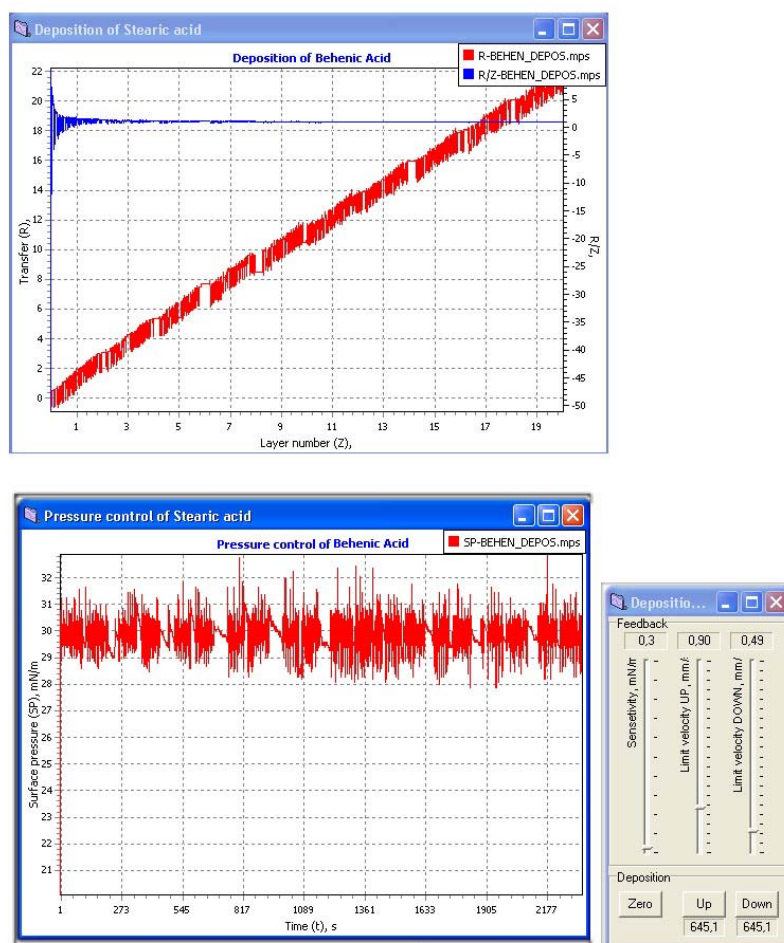 Deposition of Stearic acid
Deposition of Behenic Acid
R-BEHEN_DEPOS.mps
R/Z-BEHEN_DEPOS.mps
Transfer (R),
22
20
18
16
14
12
10
8
6
4
2
0
5
0
-5
-10
-15
-20
-25
-30
-35
-40
-45
-50
R/Z,
1 3 5 7 9 11 13 15 17 19
Layer number (Z),
Pressure control of Stearic acid
Pressure control of Behenic Acid
SP-BEHEN_DEPOS.mps
Surface pressure (SP), mN/m
32
31
30
29
28
27
26
25
24
23
22
21
1 273 545 817 1089 1361 1633 1905 2177
Time (t), s
Depositio...
Feedback
0,3 0,90 0,49
Sensetivity, mN/m
Limit velocity UP, mm/
Limit velocity DOWN, mm/
Deposition
Zero Up Down
645,1 645,1